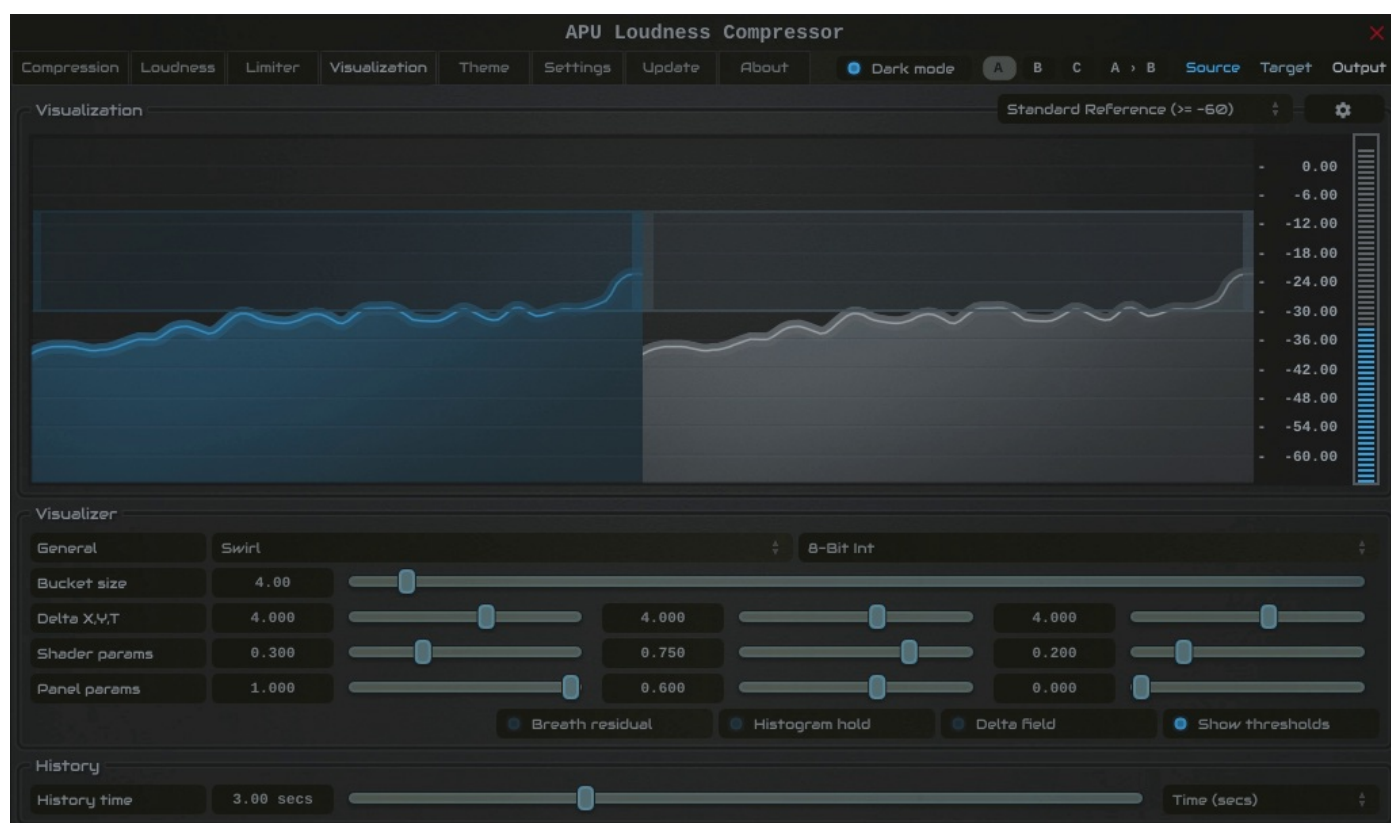 APU Loudness Compressor
Compression Loudness Limiter Visualization Theme Settings Update About Dark mode A B C A › B Source Target Output
Visualization Standard Reference (>= -60)
- 0.00
- -6.00
- -12.00
- -18.00
- -24.00
- -30.00
- -36.00
- -42.00
- -48.00
- -54.00
- -60.00
Visualizer
General Swirl 8-Bit Int
Bucket size 4.00
Delta X,Y,T 4.000 4.000 4.000
Shader params 0.300 0.750 0.200
Panel params 1.000 0.600 0.000
Breath residual Histogram hold Delta field Show thresholds
History
History time 3.00 secs Time (secs)